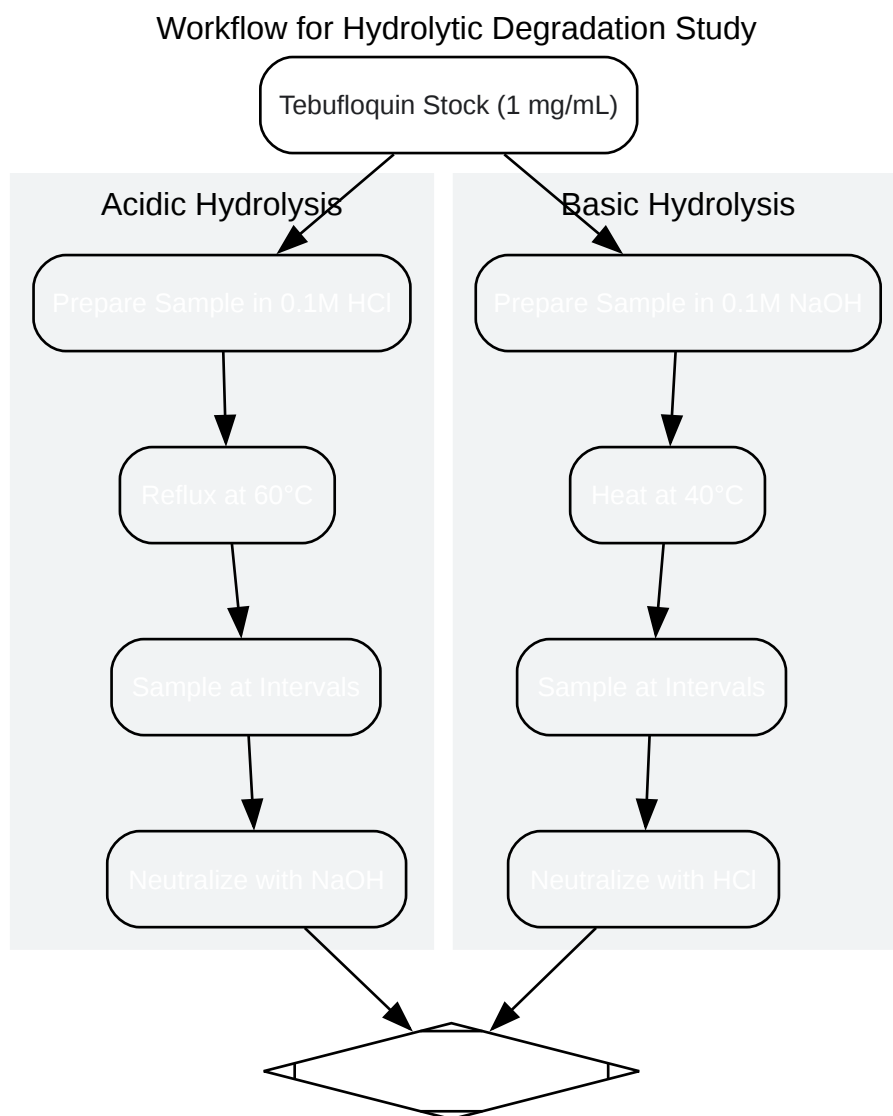 Workflow for Hydrolytic Degradation Study
Tebufloquin Stock (1 mg/mL)
Acidic Hydrolysis
Prepare Sample in 0.1M HCl
Reflux at 60°C
Sample at Intervals
Neutralize with NaOH
Basic Hydrolysis
Prepare Sample in 0.1M NaOH
Heat at 40°C
Sample at Intervals
Neutralize with HCl